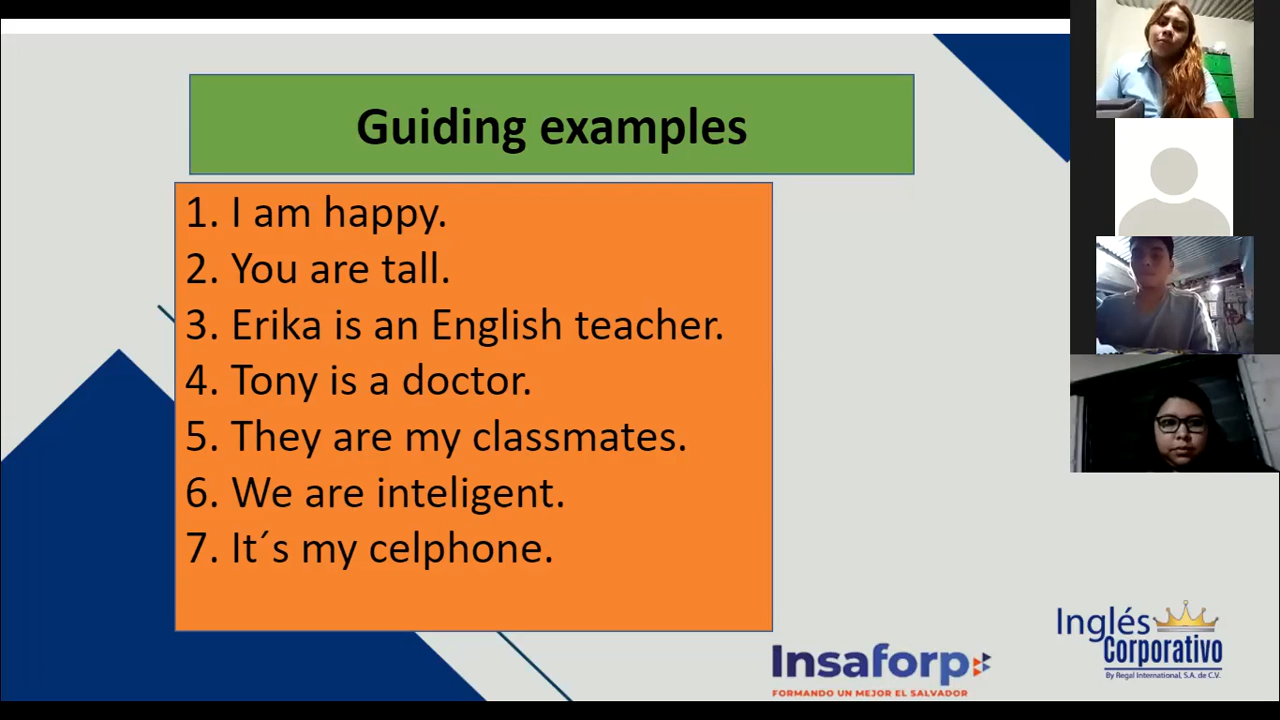 Guiding examples
1. I am happy.
2. You are tall.
3. Erika is an English teacher.
4. Tony is a doctor.
5. They are my classmates.
6. We are inteligent.
7. It´s my celphone.
Insaforp
FORMANDO UN MEJOR EL SALVADOR
Inglés
Corporativo
By Regal International, S.A. de C.V.